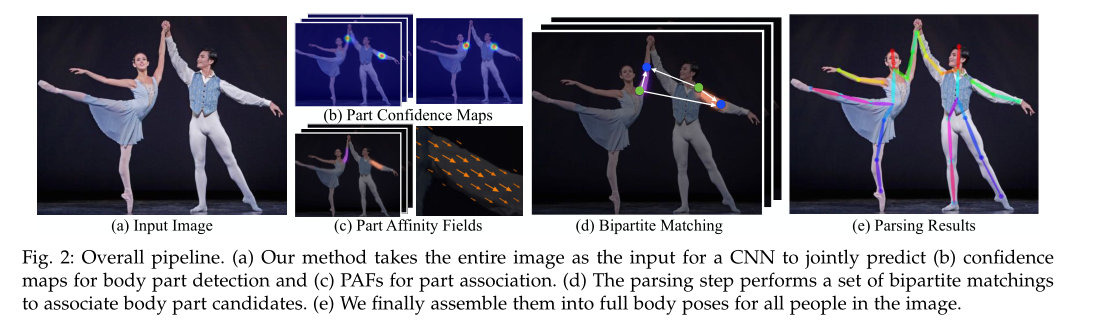 (b) Part Confidence Maps
(a) Input Image
(c) Part Affinity Fields
(d) Bipartite Matching
(e) Parsing Results
Fig. 2: Overall pipeline. (a) Our method takes the entire image as the input for a CNN to jointly predict (b) confidence
maps for body part detection and (c) PAFs for part association. (d) The parsing step performs a set of bipartite matchings
to associate body part candidates. (e) We finally assemble them into full body poses for all people in the image.